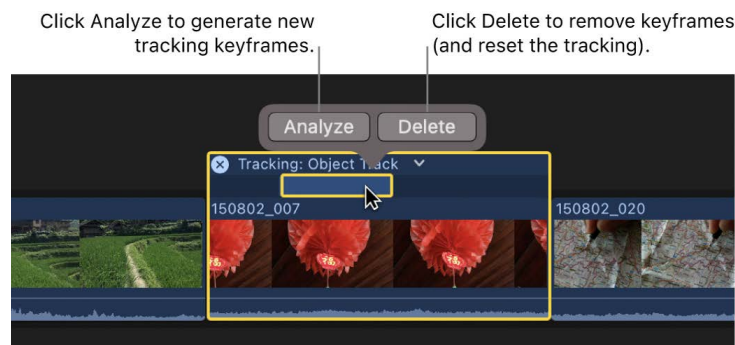 Click Analyze to generate new
tracking keyframes.
Click Delete to remove keyframes
(and reset the tracking).
Analyze
Delete
Tracking: Object Track
150802_007
150802_020